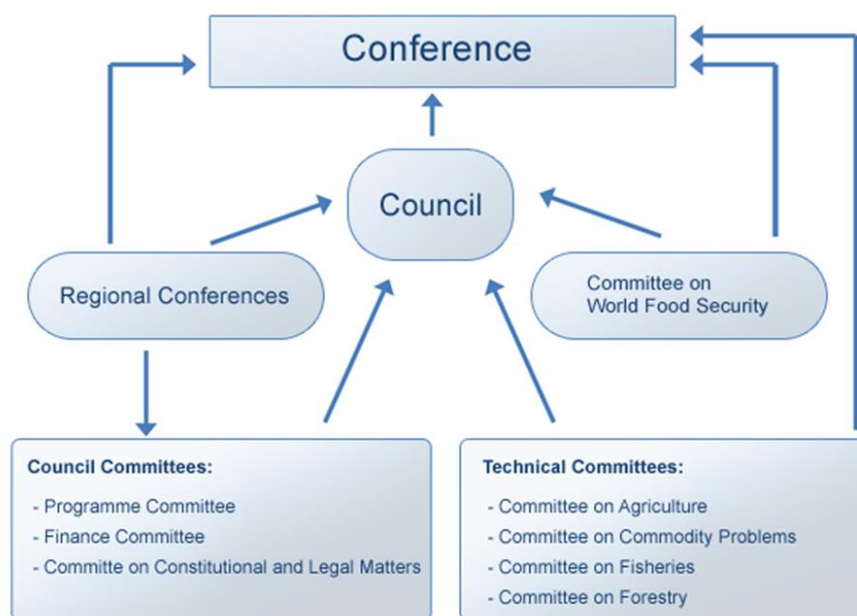 Conference
Council
Regional Conferences
Committee on
World Food Security
Council Committees:
- Programme Committee
- Finance Committee
- Committe on Constitutional and Legal Matters
Technical Committees:
- Committee on Agriculture
- Committee on Commodity Problems
- Committee on Fisheries
- Committee on Forestry